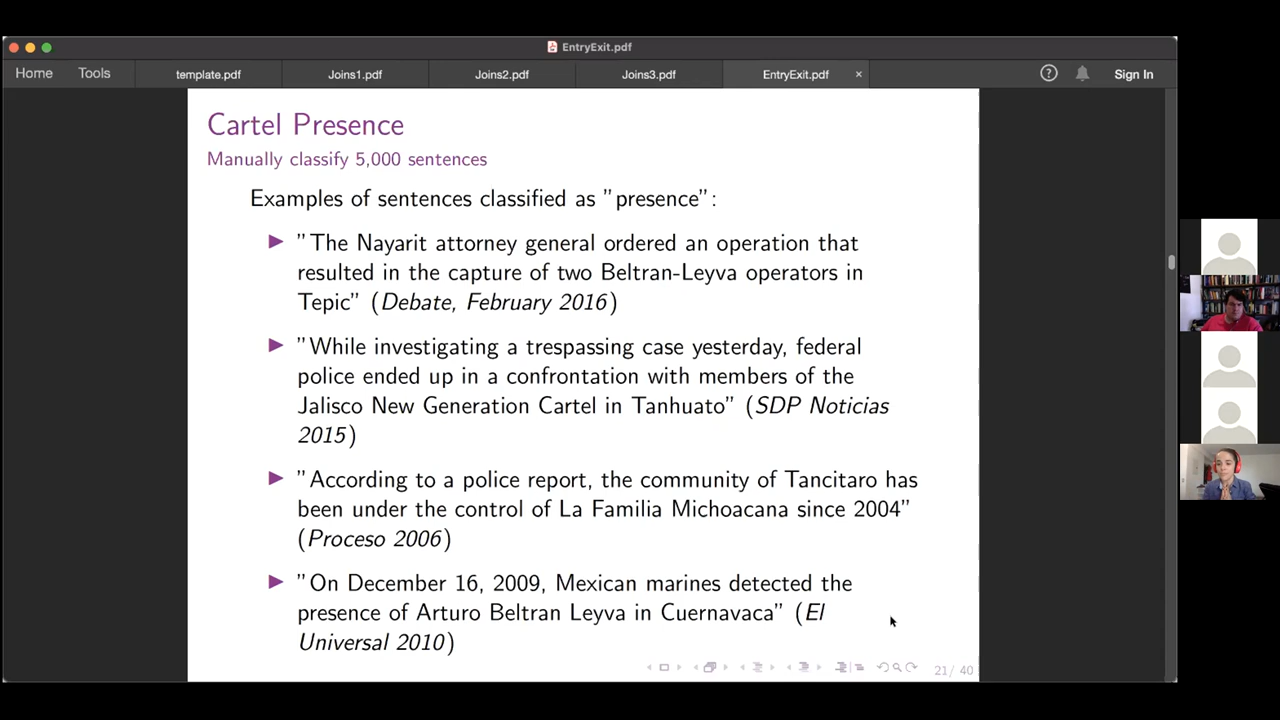 EntryExit.pdf
Home Tools template.pdf Joins1.pdf Joins2.pdf Joins3.pdf EntryExit.pdf × ? Sign In
Cartel Presence
Manually classify 5,000 sentences
Examples of sentences classified as ”presence”:
”The Nayarit attorney general ordered an operation that
resulted in the capture of two Beltran-Leyva operators in
Tepic” (Debate, February 2016)
”While investigating a trespassing case yesterday, federal
police ended up in a confrontation with members of the
Jalisco New Generation Cartel in Tanhuato” (SDP Noticias
2015)
”According to a police report, the community of Tancitaro has
been under the control of La Familia Michoacana since 2004”
(Proceso 2006)
”On December 16, 2009, Mexican marines detected the
presence of Arturo Beltran Leyva in Cuernavaca” (El
Universal 2010)
21/40